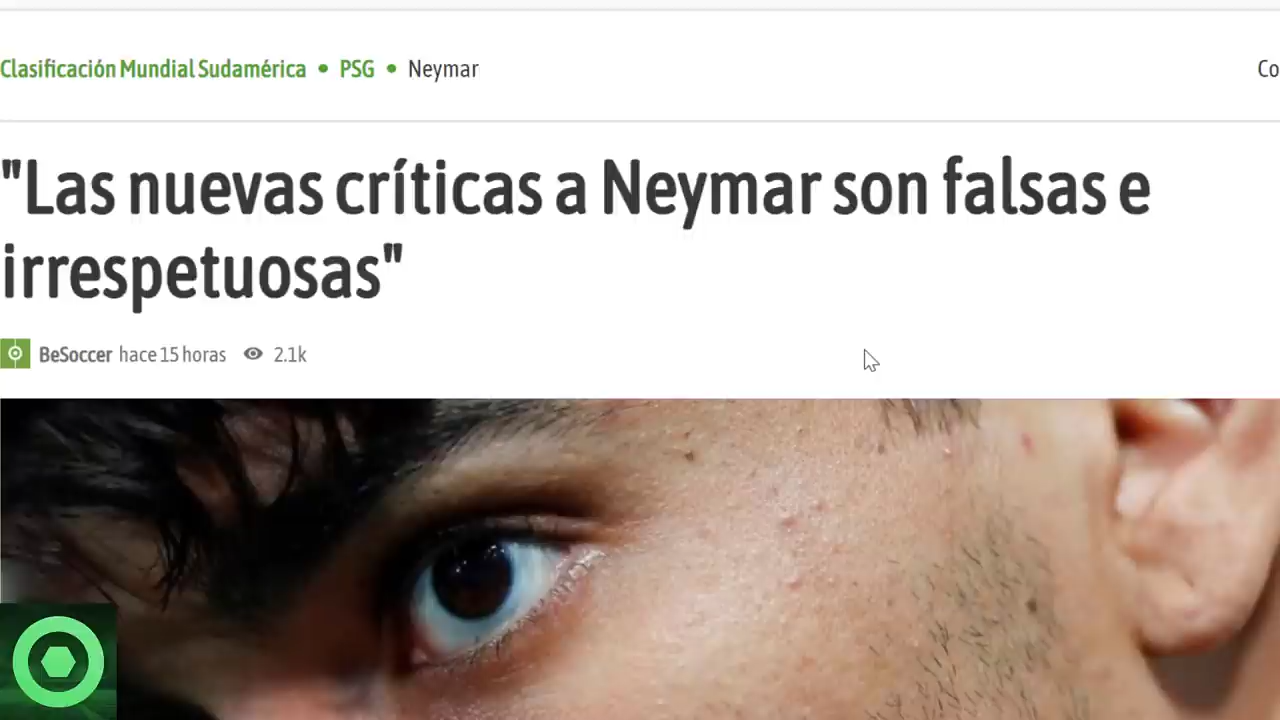 Clasificación Mundial Sudamérica • PSG • Neymar Co
"Las nuevas críticas a Neymar son falsas e
irrespetuosas"
BeSoccer hace 15 horas 2.1k